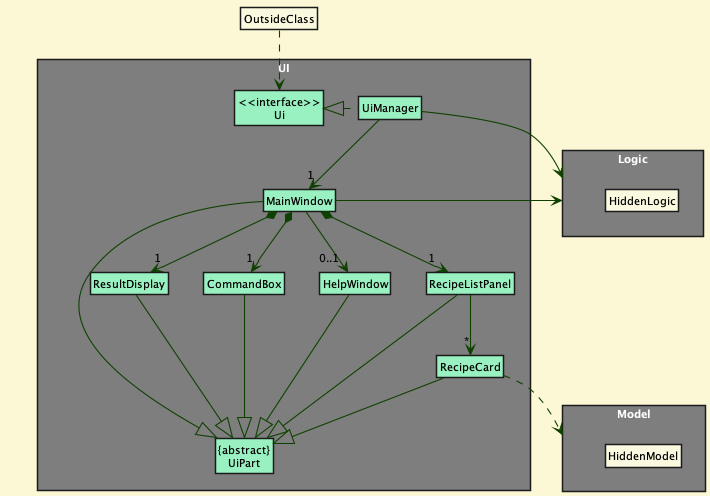 OutsideClass
UI
<<interface>>
Ui
UiManager
Logic
HiddenLogic
1
MainWindow
1
1
0..1
1
ResultDisplay
CommandBox
HelpWindow
RecipeListPanel
*
RecipeCard
Model
{abstract}
UiPart
HiddenModel